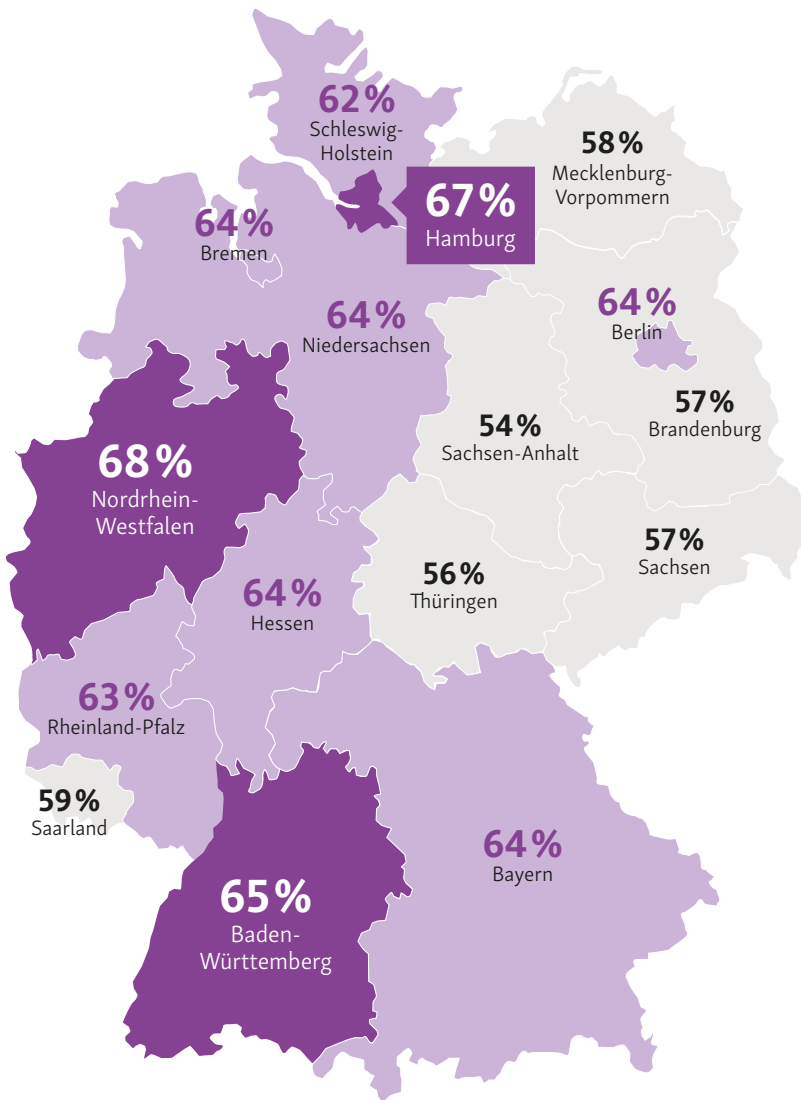 62 %
Schleswig-
Holstein
58 %
Mecklenburg-
Vorpommern
67 %
Hamburg
64 %
Bremen
64 %
Niedersachsen
64 %
Berlin
57 %
Brandenburg
54 %
Sachsen-Anhalt
68 %
Nordrhein-
Westfalen
57 %
Sachsen
56 %
Thüringen
64 %
Hessen
63 %
Rheinland-Pfalz
59 %
Saarland
64 %
Bayern
65 %
Baden-
Württemberg